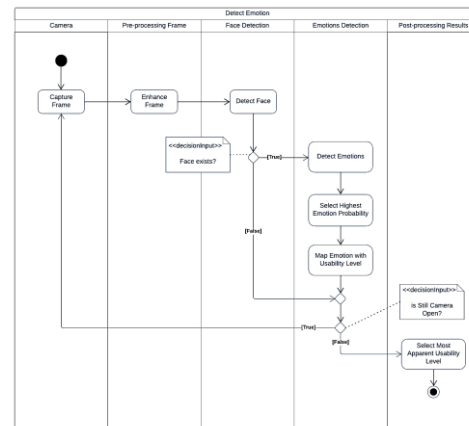 Detect Emotion
Camera
Pre-processing Frame
Face Detection
Emotions Detection
Post-processing Results
Capture
Frame
Enhance
Frame
Detect Face
<<decisionInput>>
Face exists?
[True]
Detect Emotions
Select Highest
Emotion Probability
[False]
Map Emotion with
Usability Level
<<decisionInput>>
is Still Camera
Open?
[True]
[False]
Select Most
Apparent Usability
Level